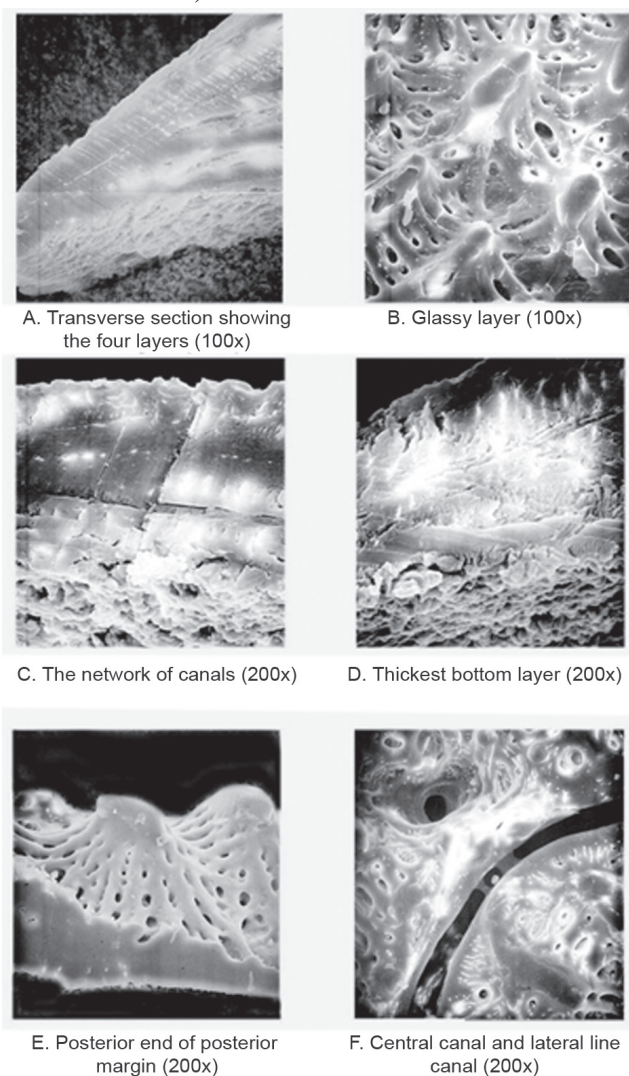 A. Transverse section showing
the four layers (100x)
B. Glassy layer (100x)
C. The network of canals (200x)
D. Thickest bottom layer (200x)
E. Posterior end of posterior
margin (200x)
F. Central canal and lateral line
canal (200x)